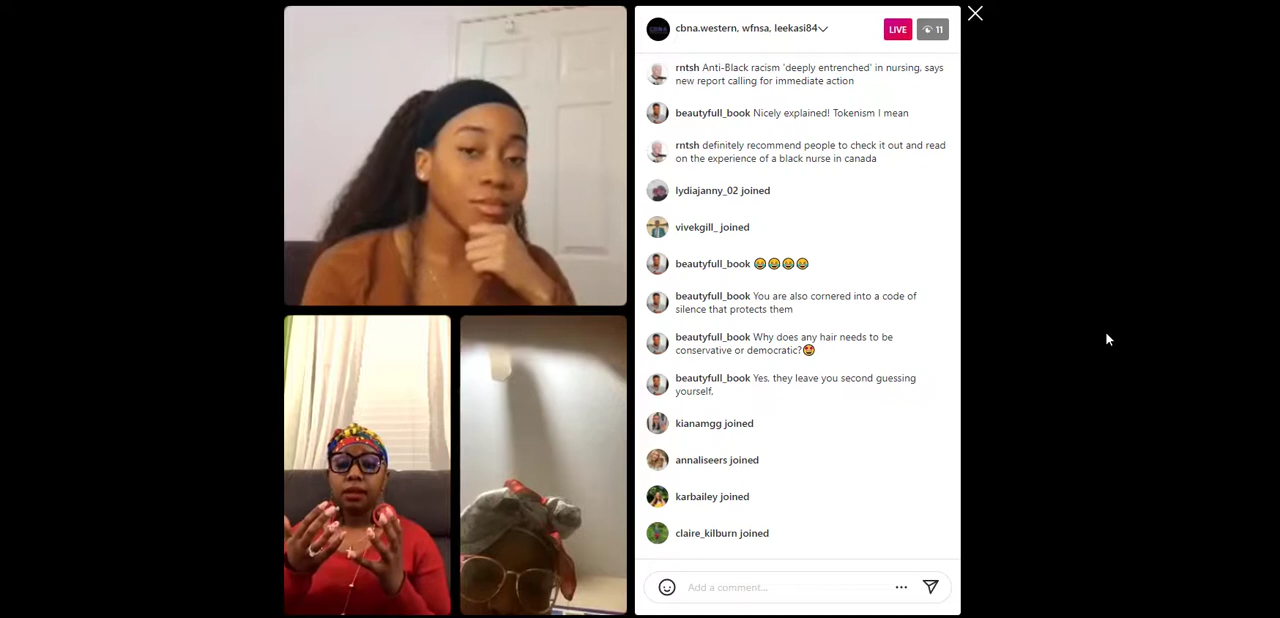 cbna.western, wfnsa, leekasi84
LIVE
11
rntsh Anti-Black racism 'deeply entrenched' in nursing, says
new report calling for immediate action
beautyfull_book Nicely explained! Tokenism I mean
rntsh definitely recommend people to check it out and read
on the experience of a black nurse in canada
lydiajanny_02 joined
vivekgill_ joined
beautyfull_book 😂😂😂😂
beautyfull_book You are also cornered into a code of
silence that protects them
beautyfull_book Why does any hair needs to be
conservative or democratic?😍
beautyfull_book Yes, they leave you second guessing
yourself,
kianamgg joined
annaliseers joined
karbailey joined
claire_kilburn joined
Add a comment...